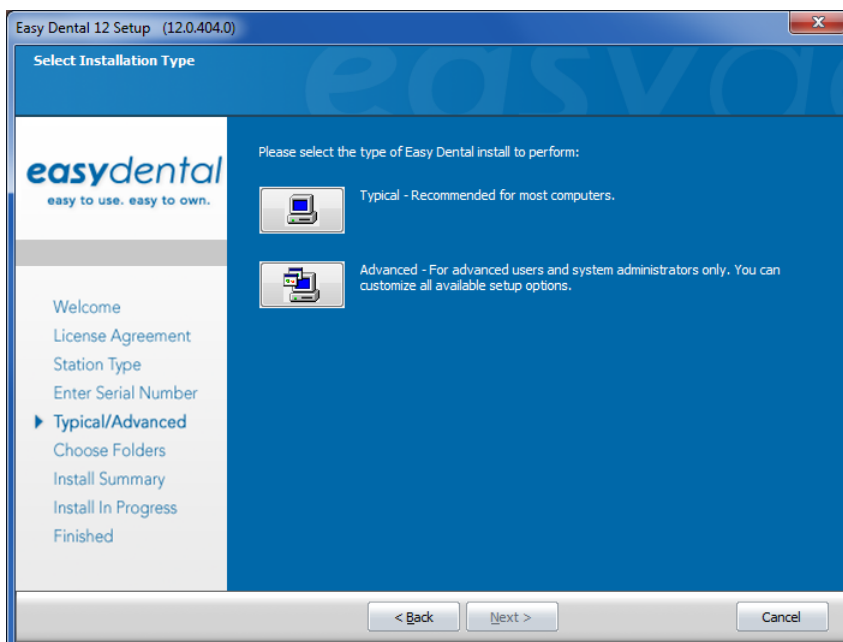 Easy Dental 12 Setup (12.0.404.0)
x
Select Installation Type
easyd
easydental
easy to use. easy to own.
Please select the type of Easy Dental install to perform:
Typical - Recommended for most computers.
Advanced - For advanced users and system administrators only. You can
customize all available setup options.
Welcome
License Agreement
Station Type
Enter Serial Number
Typical/Advanced
Choose Folders
Install Summary
Install In Progress
Finished
< Back
Next >
Cancel